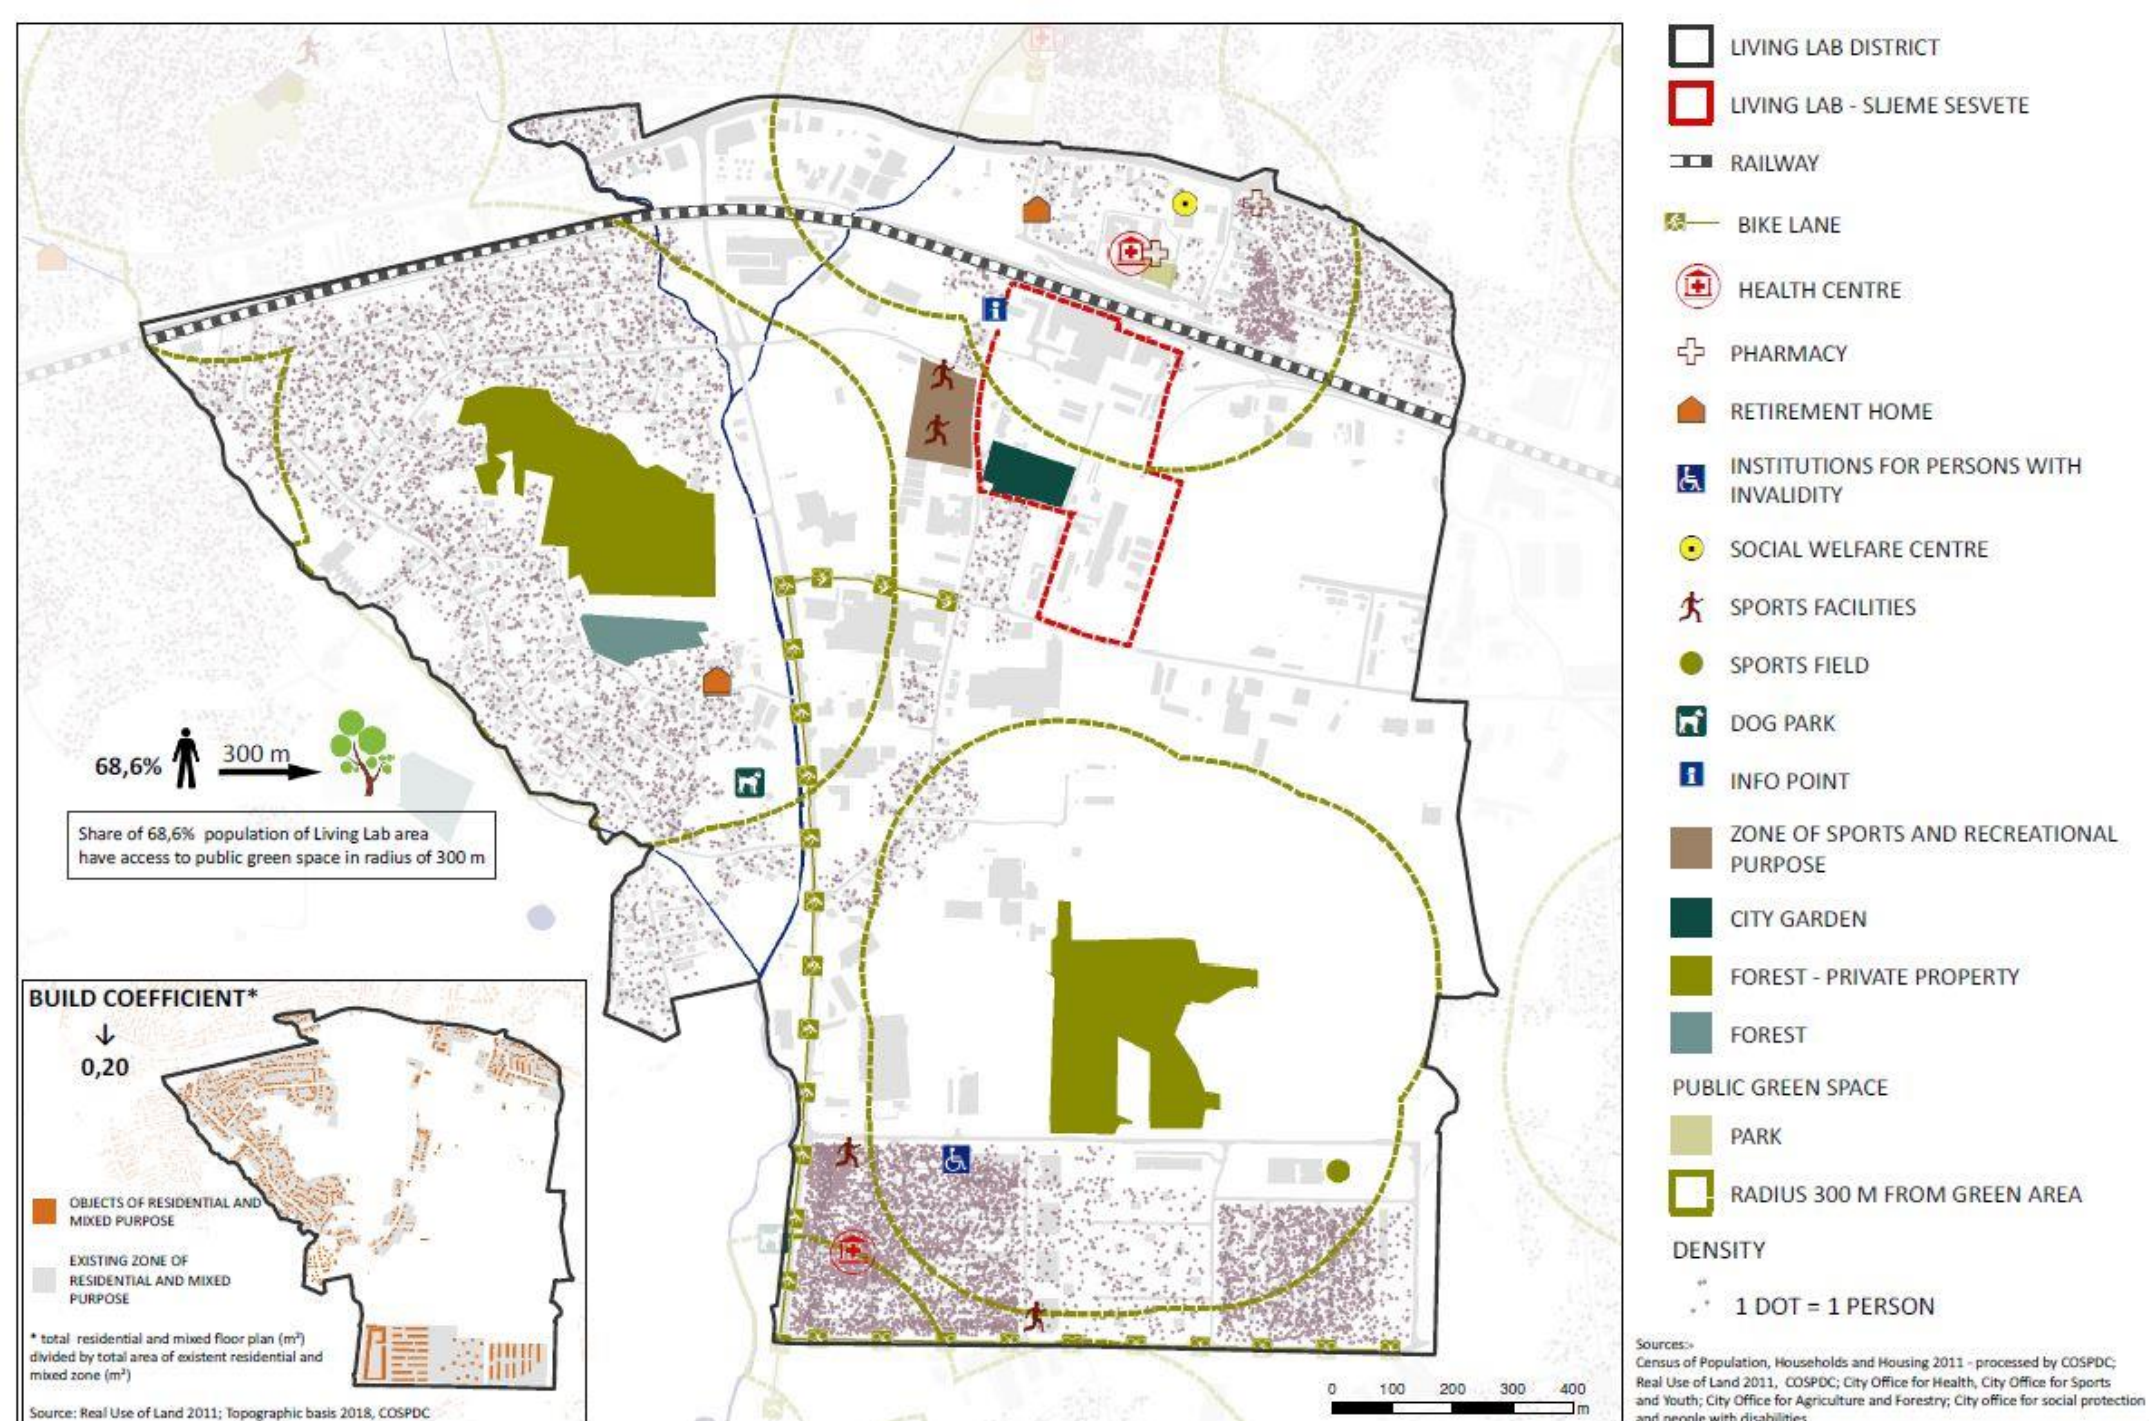 68,6%
300 m
Share of 68,6% population of Living Lab area
have access to public green space in radius of 300 m
BUILD COEFFICIENT*
↓
0,20
OBJECTS OF RESIDENTIAL AND
MIXED PURPOSE
EXISTING ZONE OF
RESIDENTIAL AND MIXED
PURPOSE
* total residential and mixed floor plan (m²)
divided by total area of existent residential and
mixed zone (m²)
Source: Real Use of Land 2011; Topographic basis 2018, COSPDC
0 100 200 300 400
m
LIVING LAB DISTRICT
LIVING LAB - SLJEME SESVETE
RAILWAY
BIKE LANE
HEALTH CENTRE
PHARMACY
RETIREMENT HOME
INSTITUTIONS FOR PERSONS WITH
INVALIDITY
SOCIAL WELFARE CENTRE
SPORTS FACILITIES
SPORTS FIELD
DOG PARK
INFO POINT
ZONE OF SPORTS AND RECREATIONAL
PURPOSE
CITY GARDEN
FOREST - PRIVATE PROPERTY
FOREST
PUBLIC GREEN SPACE
PARK
RADIUS 300 M FROM GREEN AREA
DENSITY
1 DOT = 1 PERSON
Sources:
Census of Population, Households and Housing 2011 - processed by COSPDC;
Real Use of Land 2011, COSPDC; City Office for Health, City Office for Sports
and Youth; City Office for Agriculture and Forestry; City office for social protection
and people with disabilities